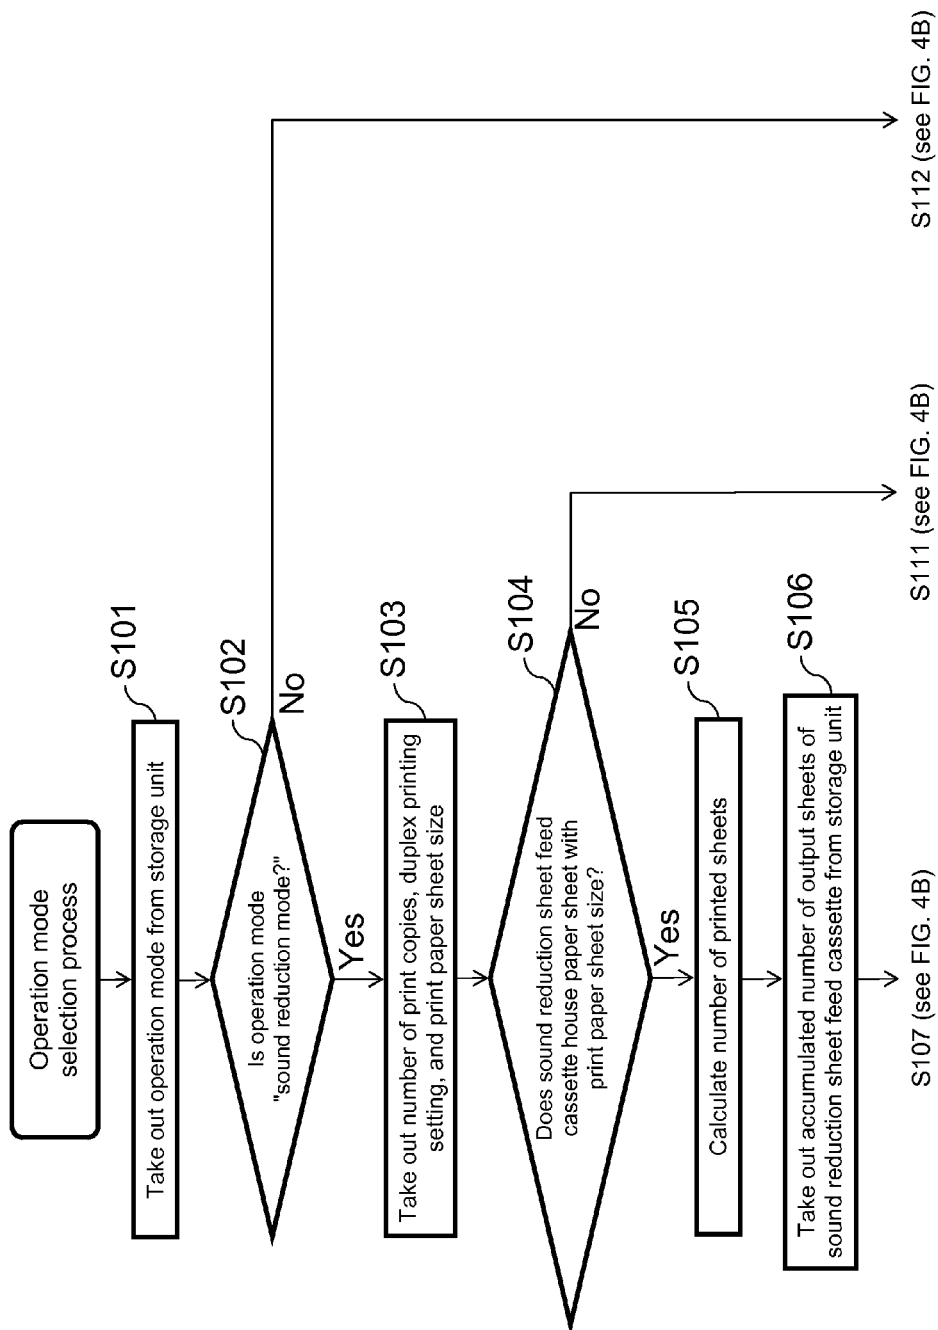 Operation mode
selection process
S101
Take out operation mode from storage unit
S102
Is operation mode
"sound reduction mode?"
No
Yes
S103
Take out number of print copies, duplex printing
setting, and print paper sheet size
S104
Does sound reduction sheet feed
cassette house paper sheet with
print paper sheet size?
No
Yes
S105
Calculate number of printed sheets
S106
Take out accumulated number of output sheets of
sound reduction sheet feed cassette from storage unit
S107 (see FIG. 4B)
S111 (see FIG. 4B)
S112 (see FIG. 4B)